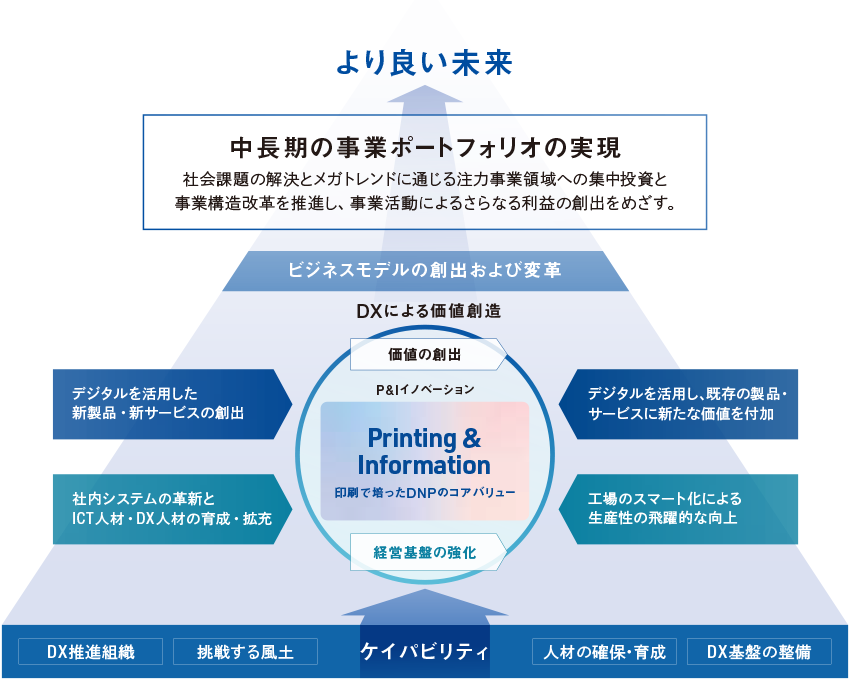 より良い未来
中長期の事業ポートフォリオの実現
社会課題の解決とメガトレンドに通じる注力事業領域への集中投資と
事業構造改革を推進し、事業活動によるさらなる利益の創出をめざす。
ビジネスモデルの創出および変革
DXによる価値創造
価値の創出
P&Iイノベーション
デジタルを活用した
新製品・新サービスの創出
デジタルを活用し、既存の製品・
サービスに新たな価値を付加
Printing &
Information
印刷で培ったDNPのコアバリュー
社内システムの革新と
ICT人材・DX人材の育成・拡充
工場のスマート化による
生産性の飛躍的な向上
経営基盤の強化
DX推進組織
挑戦する風土
ケイパビリティ
人材の確保・育成
DX基盤の整備